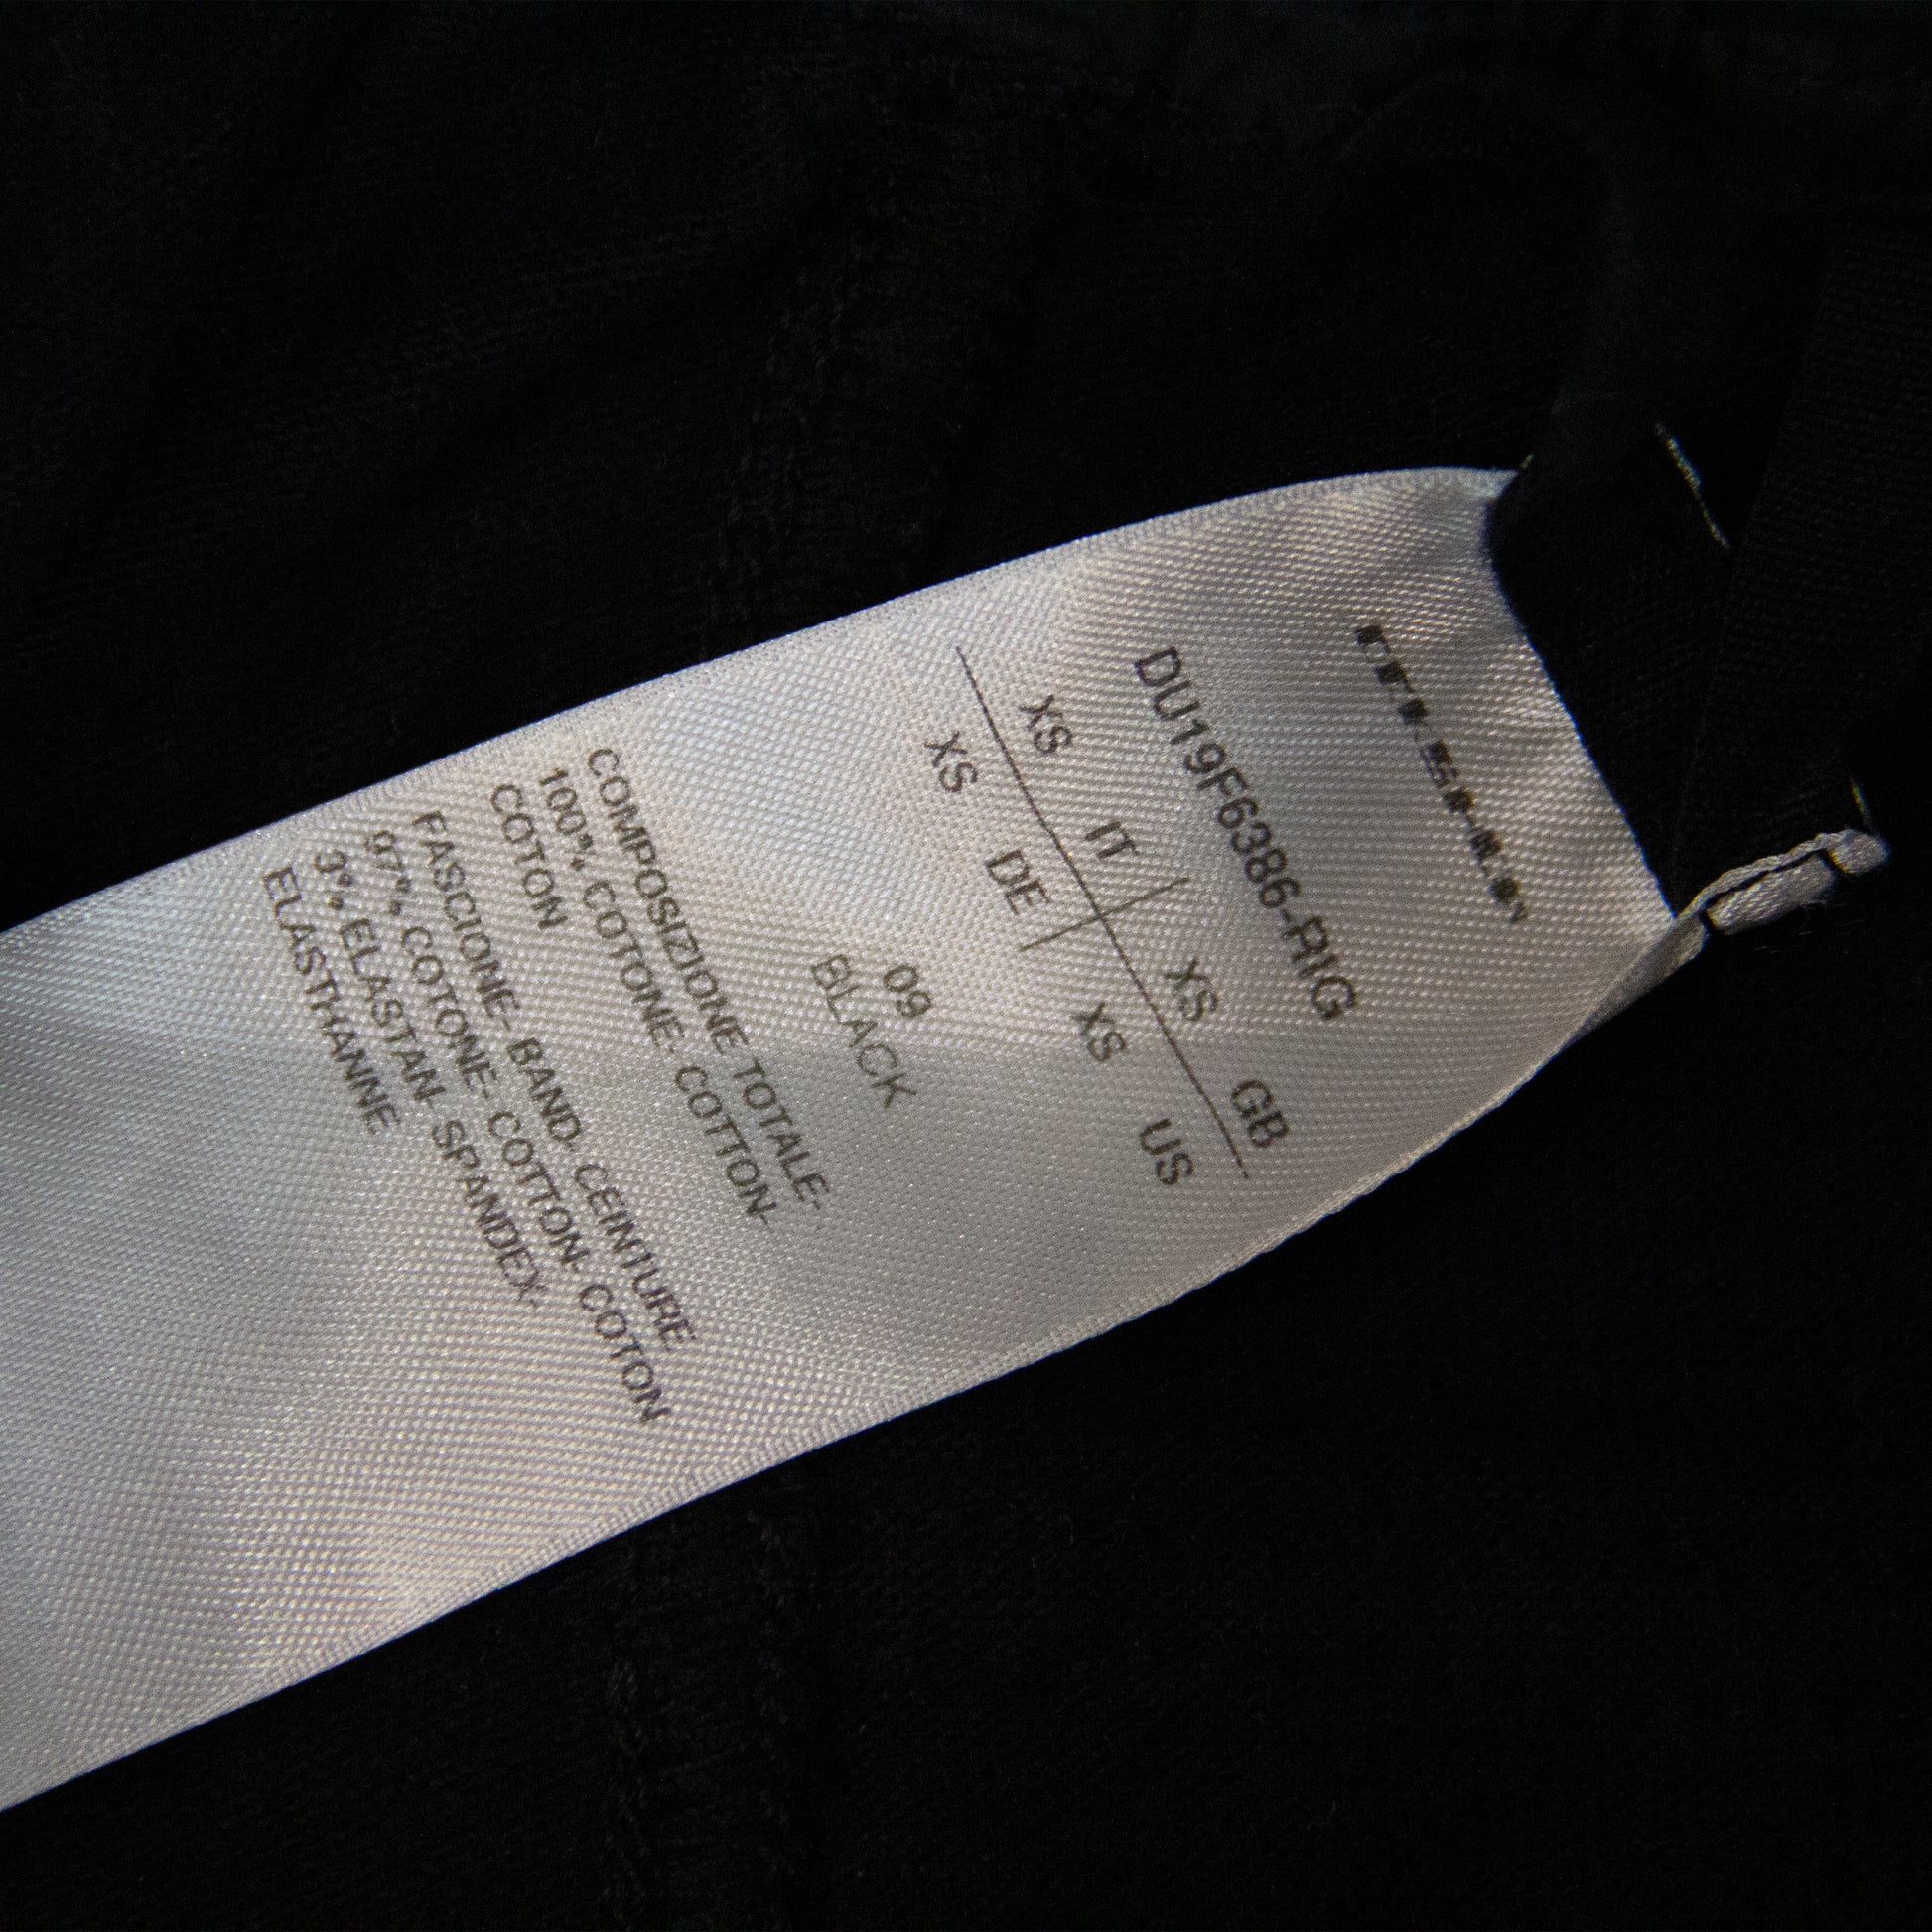 DU19F6386-RIG
XS IT XS GB
XS DE XS US
09
BLACK
COMPOSIZIONE TOTALE-
100% COTONE- COTTON-
COTON
FASCIONE- BAND- CEINTURE
97% COTONE- COTTON- COTON
3% ELASTAN- SPANDEX-
ELASTHANNE